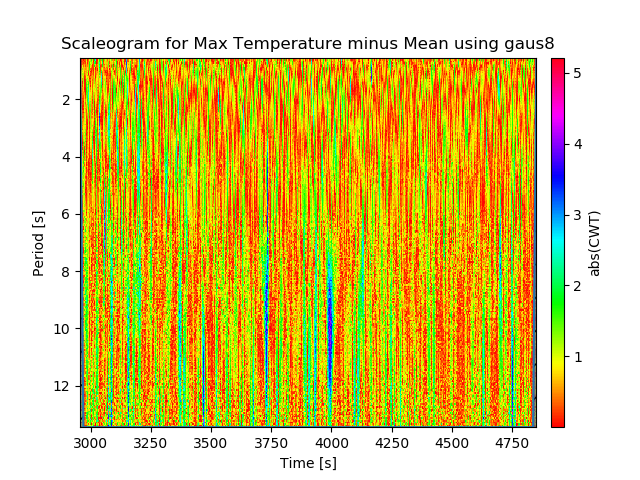 Scaleogram for Max Temperature minus Mean using gaus8
Period [s]
2
4
6
8
10
12
3000 3250 3500 3750 4000 4250 4500 4750
Time [s]
5
4
3
2
1
abs(CWT)